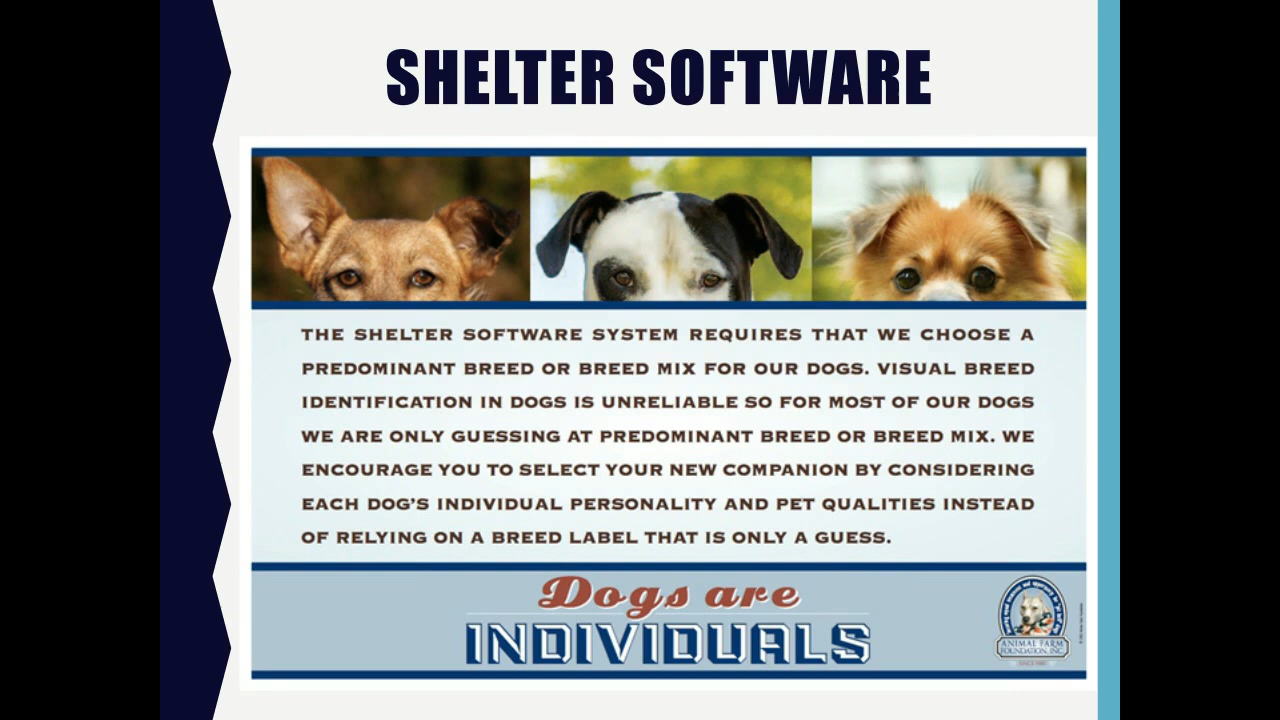 SHELTER SOFTWARE
THE SHELTER SOFTWARE SYSTEM REQUIRES THAT WE CHOOSE A
PREDOMINANT BREED OR BREED MIX FOR OUR DOGS. VISUAL BREED
IDENTIFICATION IN DOGS IS UNRELIABLE SO FOR MOST OF OUR DOGS
WE ARE ONLY GUESSING AT PREDOMINANT BREED OR BREED MIX. WE
ENCOURAGE YOU TO SELECT YOUR NEW COMPANION BY CONSIDERING
EACH DOG'S INDIVIDUAL PERSONALITY AND PET QUALITIES INSTEAD
OF RELYING ON A BREED LABEL THAT IS ONLY A GUESS.
Dogs are
INDIVIDUALS
ANIMAL FARM
FOUNDATION, INC.